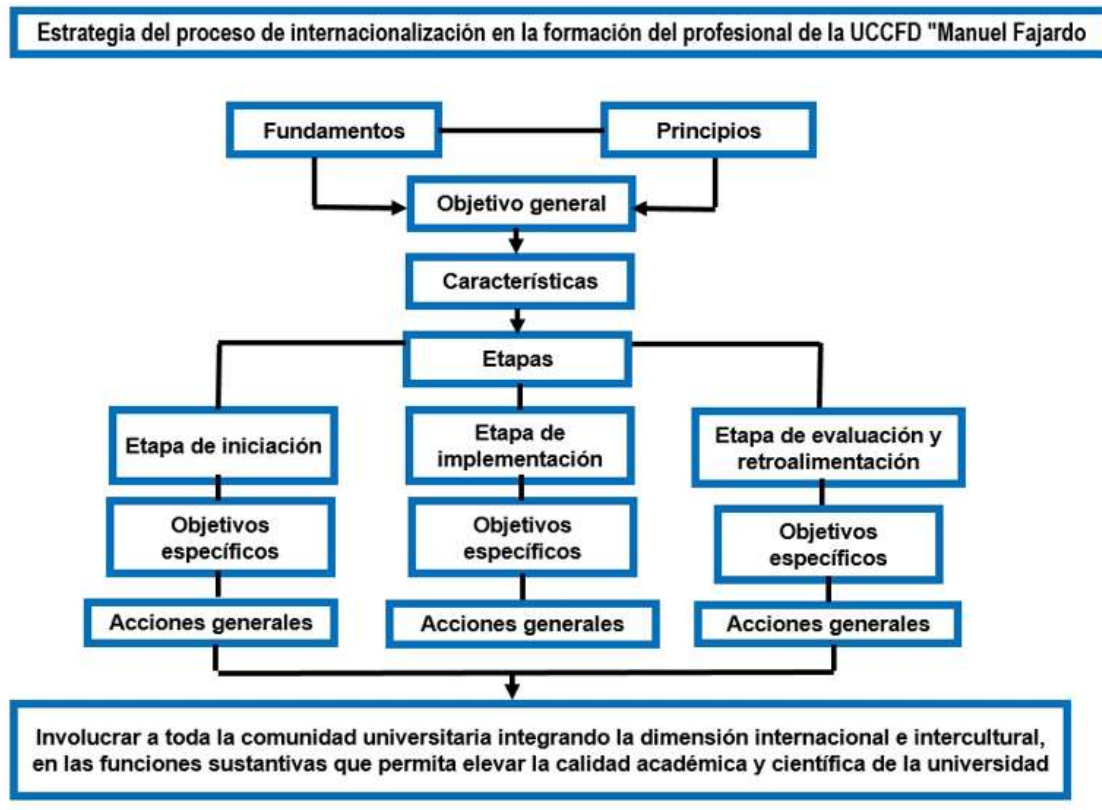 Estrategia del proceso de internacionalización en la formación del profesional de la UCCFD "Manuel Fajardo
Fundamentos
Principios
Objetivo general
Característificas
Etapas
Etapa de iniciación
Etapa de
implementación
Etapa de evaluación y
retroalimentación
Objetivos
específicos
Objetivos
específicos
Objetivos
específicos
Acciones generales
Acciones generales
Acciones generales
Involucrar a toda la comunidad universitaria integrando la dimensión internacional e intercultural,
en las funciones sustantivas que permita elevar la calidad académica y científica de la universidad